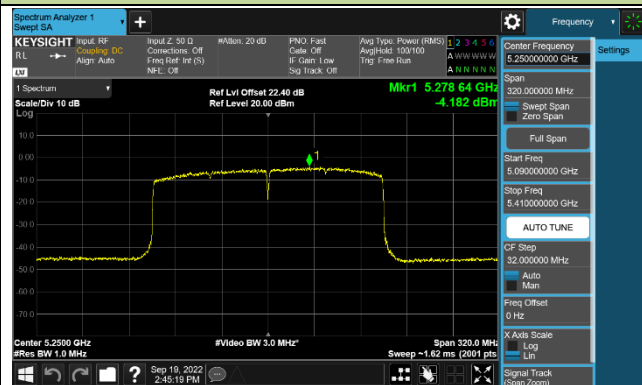 Spectrum Analyzer 1
Swept SA
+
Frequency
KEYSIGHT
Input: RF
Coupling: DC
Align: Auto
RL
LXI
Input Z: 50 Ω
Corrections: Off
Freq Ref: Int (S)
NFE: Off
#Atten: 20 dB
PNO: Fast
Gate: Off
IF Gain: Low
Sig Track: Off
Avg Type: Power (RMS)
Avg|Hold: 100/100
Trig: Free Run
1 2 3 4 5 6
A W W W W W
A N N N N N
Center Frequency
5.250000000 GHz
Settings
Span
320.000000 MHz
Swept Span
Zero Span
Full Span
Start Freq
5.090000000 GHz
Stop Freq
5.410000000 GHz
AUTO TUNE
CF Step
32.000000 MHz
Auto
Man
Freq Offset
0 Hz
X Axis Scale
Log
Lin
Signal Track
(Span Zoom)
1 Spectrum
Scale/Div 10 dB
Log
Ref Lvl Offset 22.40 dB
Ref Level 20.00 dBm
Mkr1 5.278 64 GHz
-4.182 dBm
10.0
0.00
-10.0
-20.0
-30.0
-40.0
-50.0
-60.0
-70.0
1
Center 5.2500 GHz
#Res BW 1.0 MHz
#Video BW 3.0 MHz*
Span 320.0 MHz
Sweep ~1.62 ms (2001 pts)
?
Sep 19, 2022
2:45:19 PM